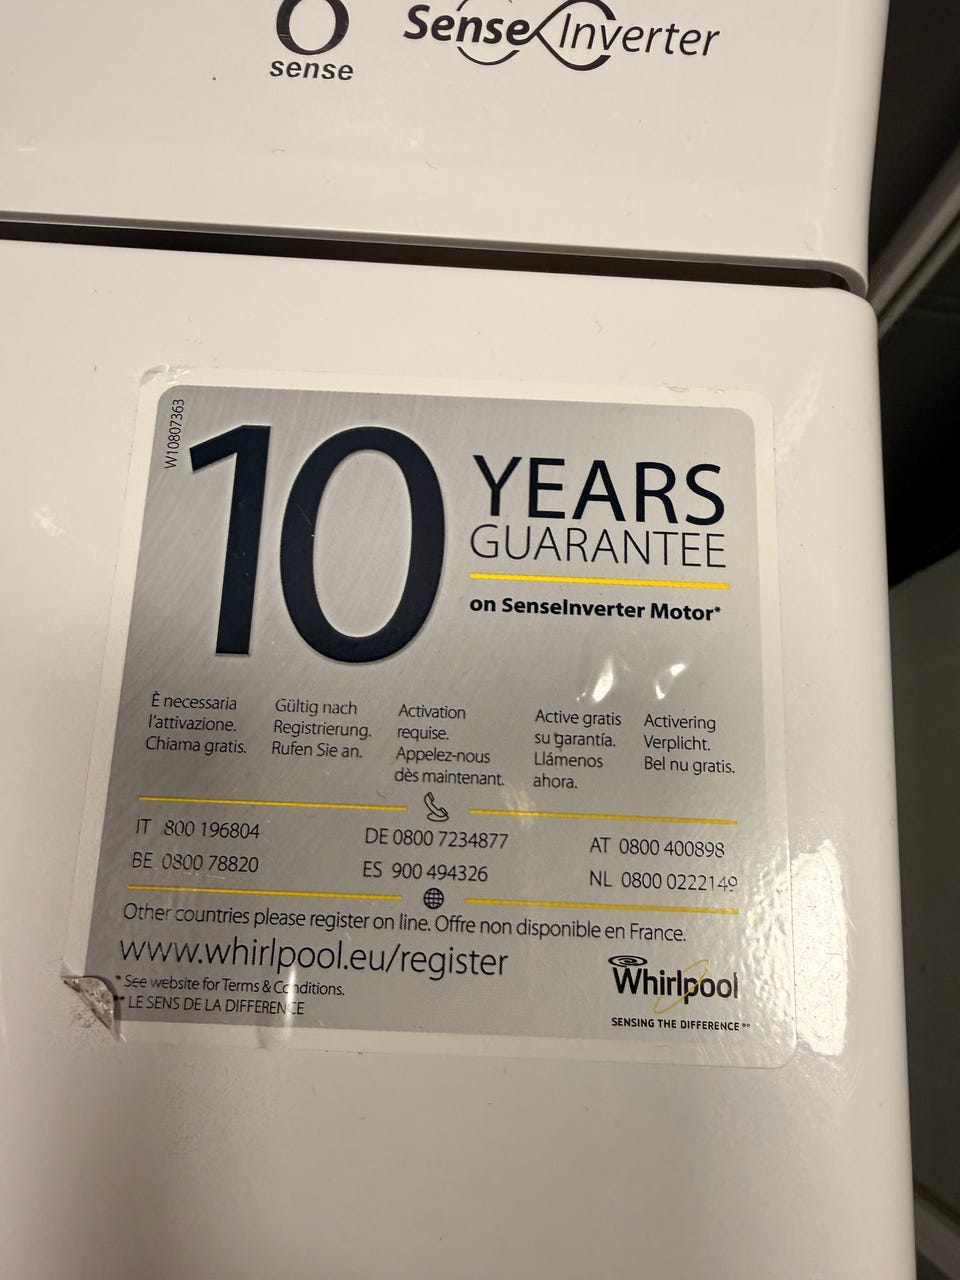 sense
Sense Inverter
W10807363
10 YEARS
GUARANTEE
on SenseInverter Motor*
È necessaria
l'attivazione.
Chiama gratis.
Gültig nach
Registrierung.
Rufen Sie an.
Activation
requise.
Appelez-nous
dès maintenant.
Active gratis
su garantía.
Llámenos
ahora.
Activering
Verplicht.
Bel nu gratis.
IT 800 196804
DE 0800 7234877
AT 0800 400898
BE 0800 78820
ES 900 494326
NL 0800 0222149
Other countries please register on line. Offre non disponible en France.
www.whirlpool.eu/register
* See website for Terms & Conditions.
** LE SENS DE LA DIFFERENCE
Whirlpool
SENSING THE DIFFERENCE**